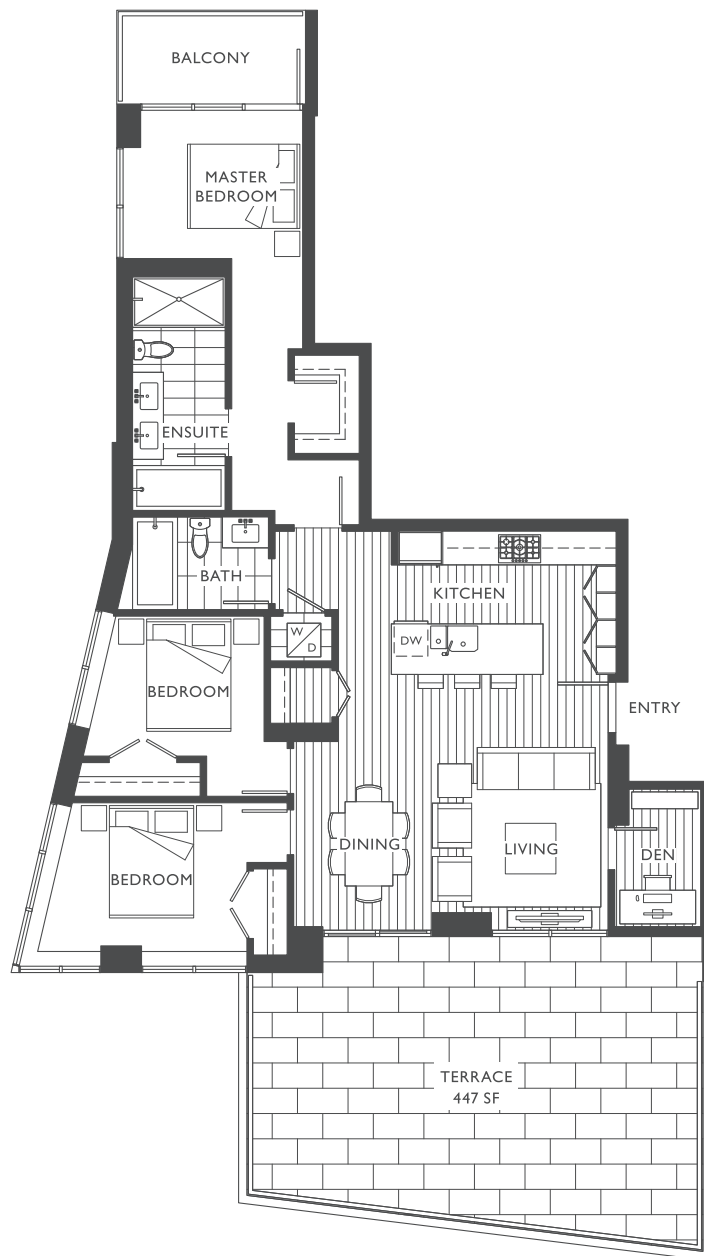 BALCONY
MASTER
BEDROOM
ENSUITE
BATH
KITCHEN
W
D
DW
BEDROOM
ENTRY
DINING
LIVING
DEN
BEDROOM
TERRACE
447 SF